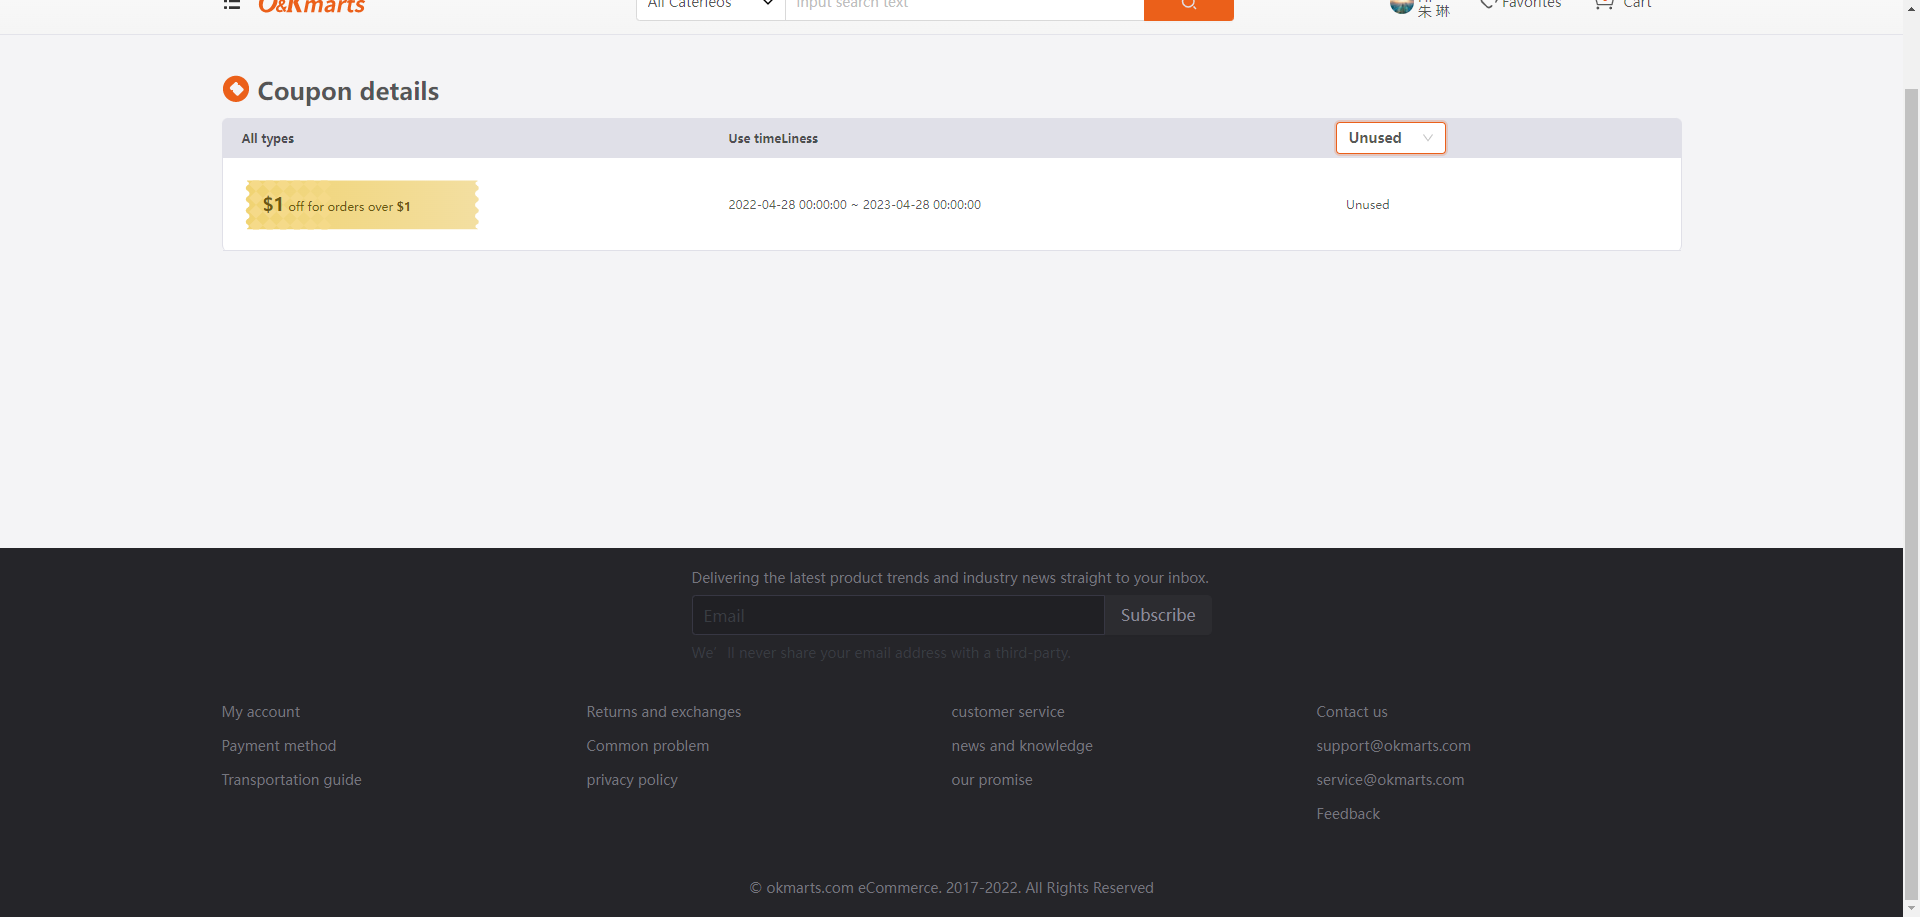 O&Kmarts
All Caterieos
input search text
朱 琳
Favorites
Cart
Coupon details
All types
Use timeLiness
Unused
$1 off for orders over $1
2022-04-28 00:00:00 ~ 2023-04-28 00:00:00
Unused
Delivering the latest product trends and industry news straight to your inbox.
Email
Subscribe
We’ ll never share your email address with a third-party.
My account
Returns and exchanges
customer service
Contact us
Payment method
Common problem
news and knowledge
support@okmarts.com
Transportation guide
privacy policy
our promise
service@okmarts.com
Feedback
© okmarts.com eCommerce. 2017-2022. All Rights Reserved